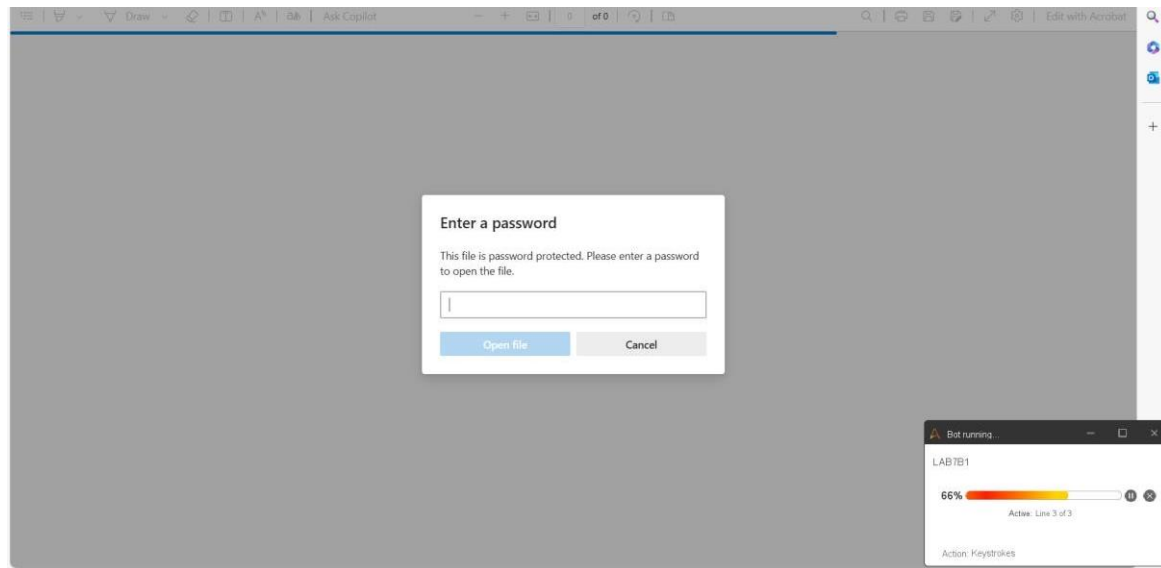 Draw Ask Copilot 0 of 0 Edit with Acrobat
Enter a password
This file is password protected. Please enter a password
to open the file.
Open file Cancel
Bot running...
LAB7B1
66%
Active: Line 3 of 3
Action: Keystrokes